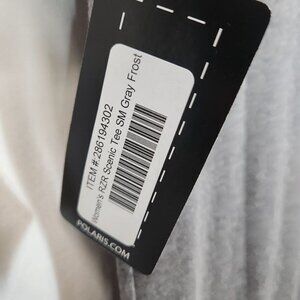 ITEM #:286194302
Women's RZR Scenic Tee SM Gray Frost
POLARIS.COM